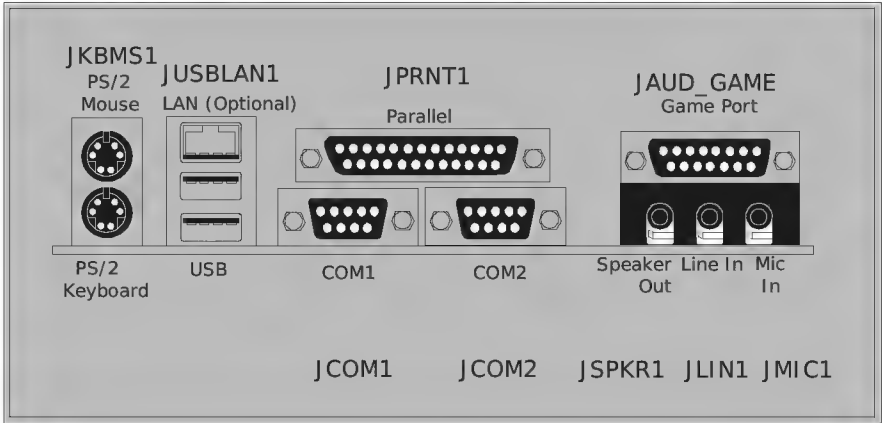 JKBMS1
PS/2
Mouse
JUSBLAN1
LAN (Optional)
JPRNT1
Parallel
JAUD_GAME
Game Port
PS/2
Keyboard
USB
COM1
COM2
Speaker Out
Line In
Mic In
JCOM1
JCOM2
JSPKR1
JLIN1
JMIC1